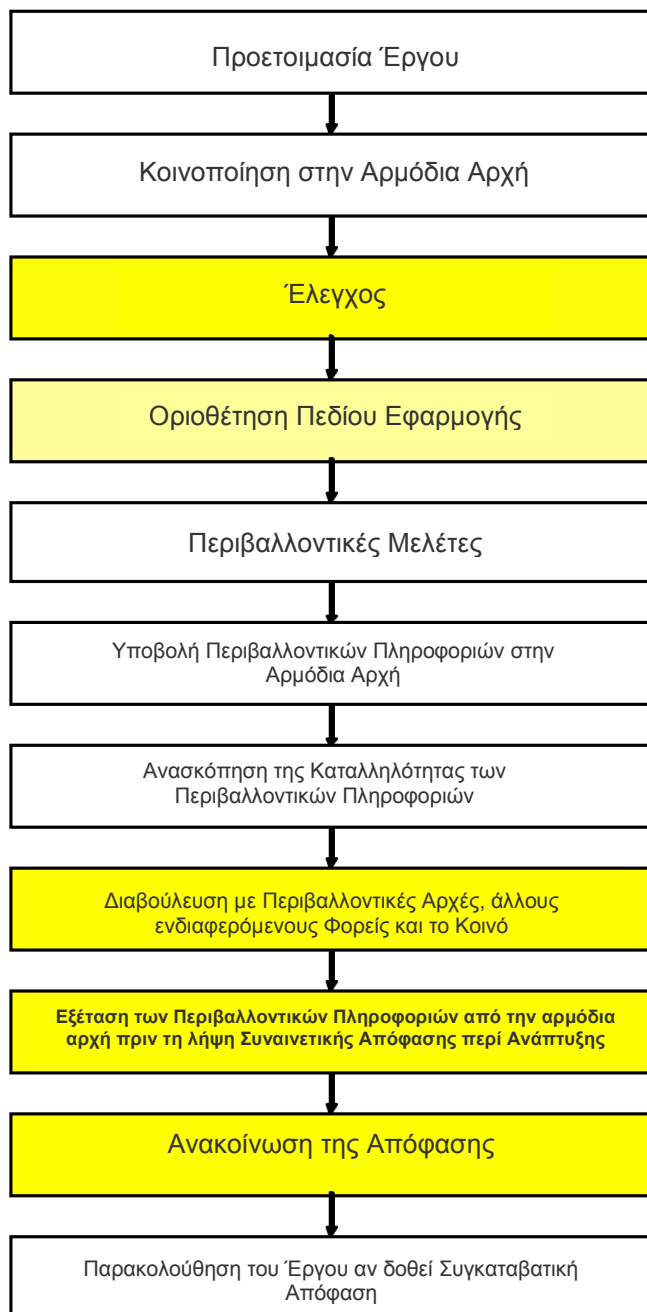 Προετοιμασία Έργου
Κοινοποίηση στην Αρμόδια Αρχή
Έλεγχος
Οριοθέτηση Πεδίου Εφαρμογής
Περιβαλλοντικές Μελέτες
Υποβολή Περιβαλλοντικών Πληροφοριών στην
Αρμόδια Αρχή
Ανασκόπηση της Καταλληλότητας των
Περιβαλλοντικών Πληροφοριών
Διαβούλευση με Περιβαλλοντικές Αρχές, άλλους
ενδιαφερόμενους Φορείς και το Κοινό
Εξέταση των Περιβαλλοντικών Πληροφοριών από την αρμόδια
αρχή πριν τη λήψη Συναινετικής Απόφασης περί Ανάπτυξης
Ανακοίνωση της Απόφασης
Παρακολούθηση του Έργου αν δοθεί Συγκαταβατική
Απόφαση